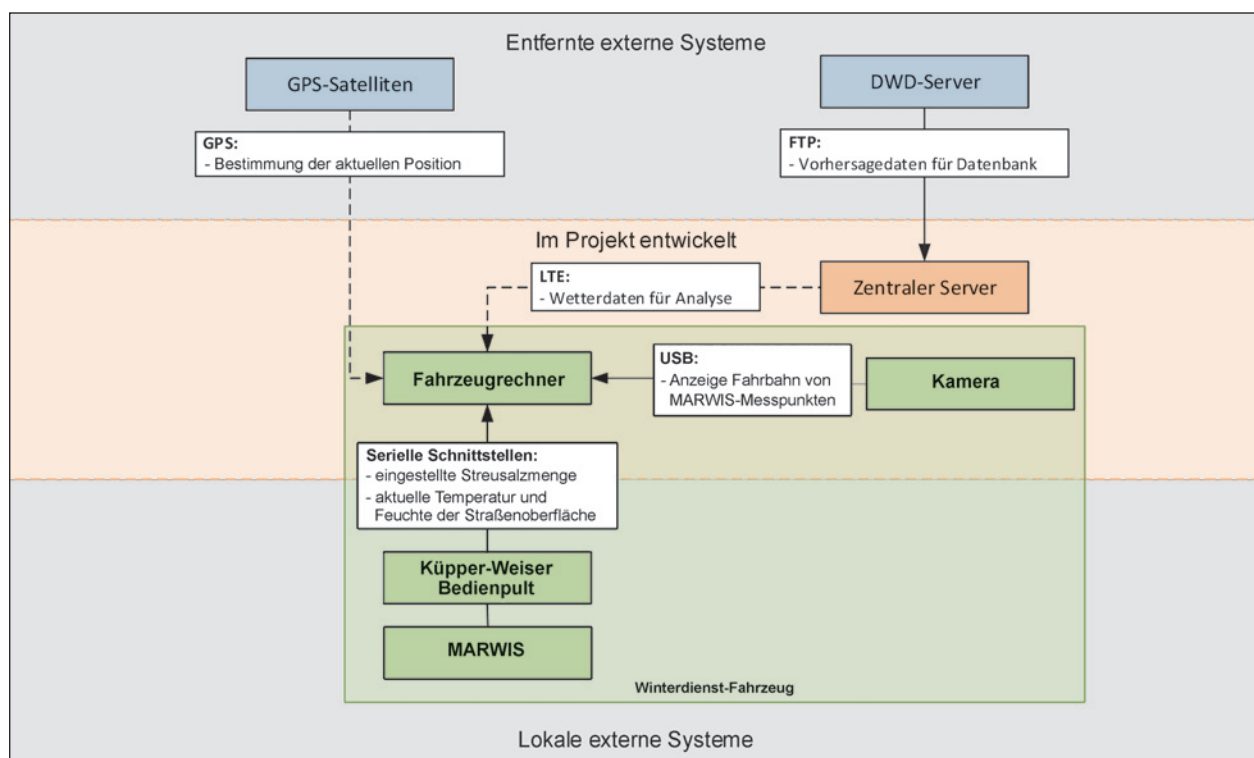 Entfernte externe Systeme
GPS-Satelliten
DWD-Server
GPS:
- Bestimmung der aktuellen Position
FTP:
- Vorhersagedaten für Datenbank
Im Projekt entwickelt
LTE:
- Wetterdaten für Analyse
Zentraler Server
Fahrzeugrechner
USB:
- Anzeige Fahrbahn von
MARWIS-Messpunkten
Kamera
Serielle Schnittstellen:
- eingestellte Streusalzmenge
- aktuelle Temperatur und
Feuchte der Straßenoberfläche
Küpper-Weiser
Bedienpult
MARWIS
Winterdienst-Fahrzeug
Lokale externe Systeme